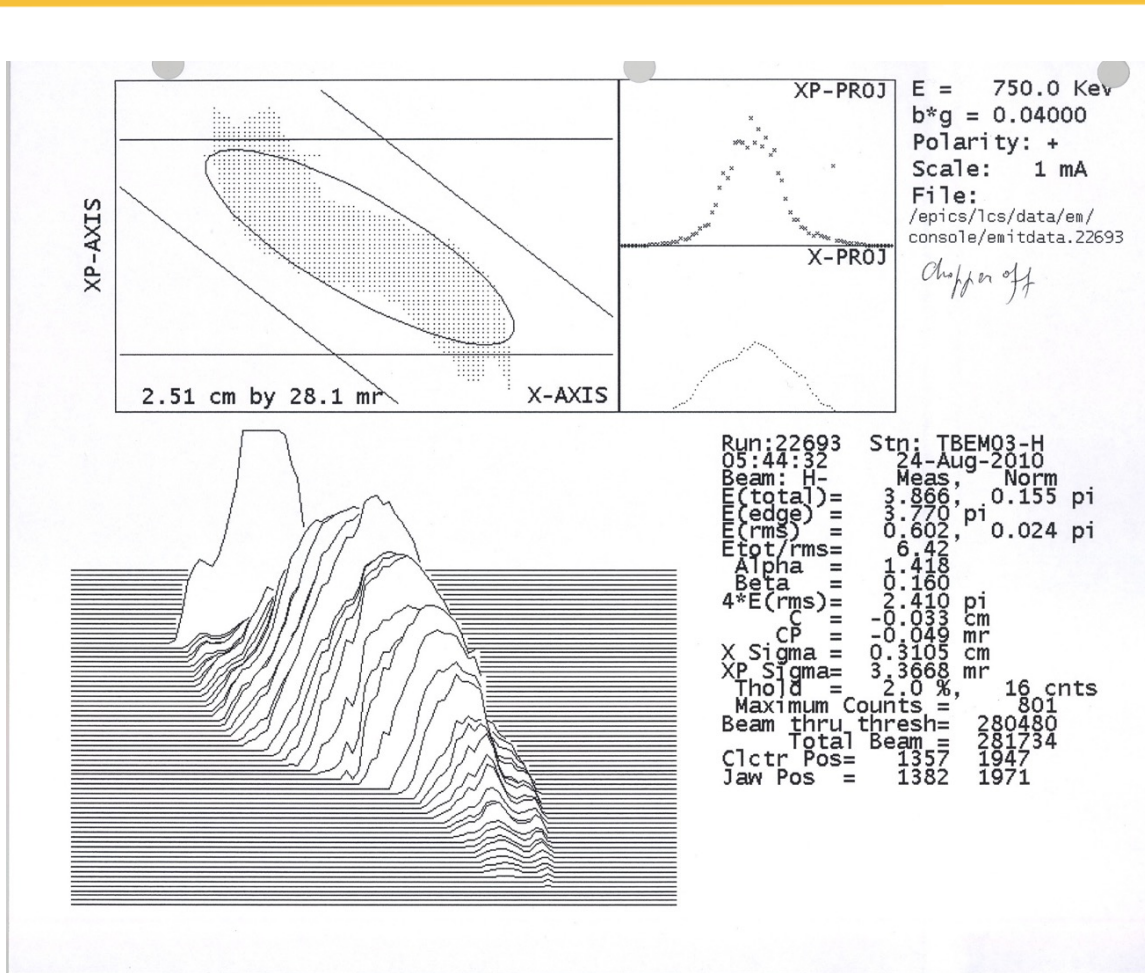 XP-PROJ
XP-AXIS
X-PROJ
2.51 cm by 28.1 mr
X-AXIS
E = 750.0 KeV
b*g = 0.04000
Polarity: +
Scale: 1 mA
File:
/epics/lcs/data/em/
console/emitdata.22693
Chopper off
Run:22693 Stn: TBEM03-H
05:44:32 24-Aug-2010
Beam: H- Meas, Norm
E(total)= 3.866, 0.155 pi
E(edge) = 3.770 pi
E(rms) = 0.602, 0.024 pi
Etot/rms= 6.42
Alpha = 1.418
Beta = 0.160
4*E(rms)= 2.410 pi
C = -0.033 cm
CP = -0.049 mr
X Sigma = 0.3105 cm
XP Sigma= 3.3668 mr
Thold = 2.0 %, 16 cnts
Maximum Counts = 801
Beam thru thresh= 280480
Total Beam = 281734
Clctr Pos= 1357 1947
Jaw Pos = 1382 1971